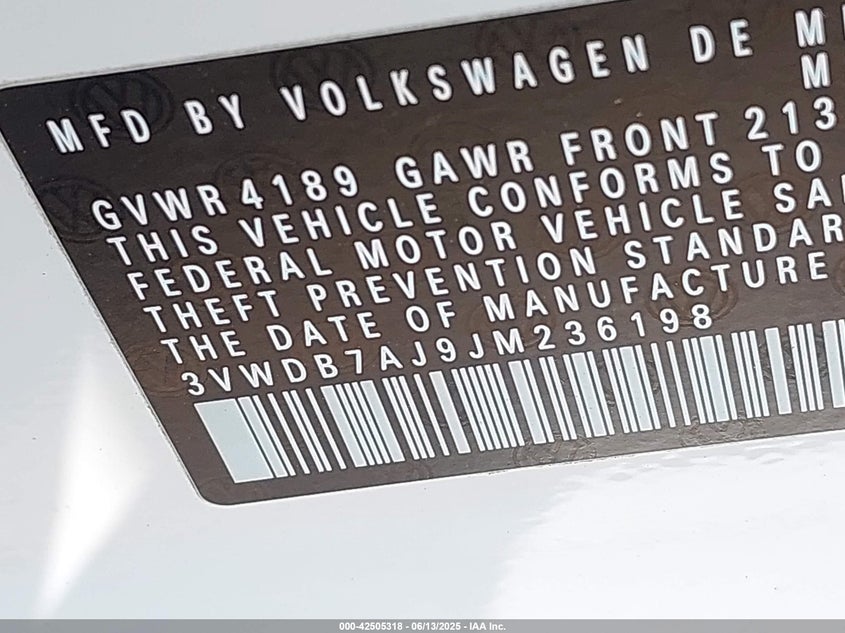 MFD BY VOLKSWAGEN DE M
M
GVWR 4189 GAWR FRONT 213
THIS VEHICLE CONFORMS TO
FEDERAL MOTOR VEHICLE SA
THEFT PREVENTION STANDAR
THE DATE OF MANUFACTURE
3VWDB7AJ9JM236198
000-42505318 - 06/13/2025 - IAA Inc.